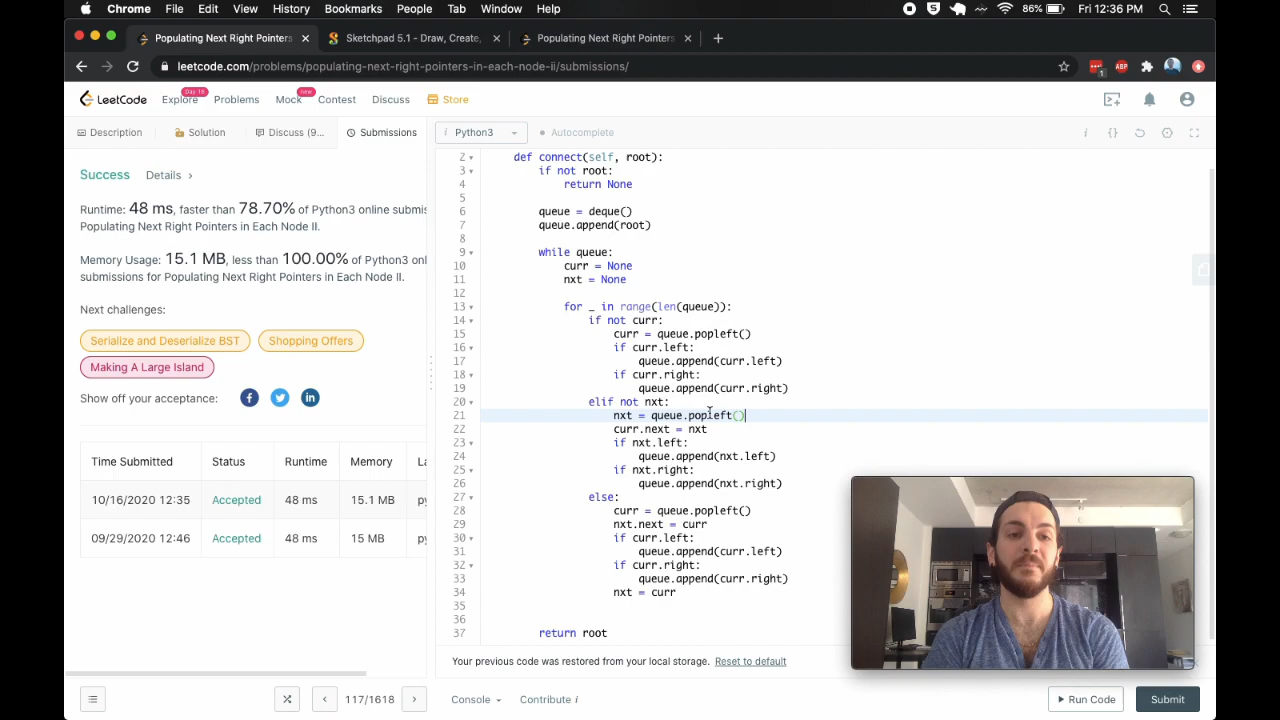 Chrome File Edit View History Bookmarks People Tab Window Help 86% Fri 12:36 PM
Populating Next Right Pointers Sketchpad 5.1 - Draw, Create, Populating Next Right Pointers
leetcode.com/problems/populating-next-right-pointers-in-each-node-ii/submissions/ 1 ABP
LeetCode Explore Day 16 Problems Mock new Contest Discuss Store
Description Solution Discuss (9... Submissions
Python3 Autocomplete i {}
Success Details >
Runtime: 48 ms, faster than 78.70% of Python3 online submis
Populating Next Right Pointers in Each Node II.
Memory Usage: 15.1 MB, less than 100.00% of Python3 onl
submissions for Populating Next Right Pointers in Each Node II.
Next challenges:
Serialize and Deserialize BST Shopping Offers
Making A Large Island
Show off your acceptance:
Time Submitted Status Runtime Memory La
10/16/2020 12:35 Accepted 48 ms 15.1 MB py
09/29/2020 12:46 Accepted 48 ms 15 MB py
2 def connect(self, root):
3 if not root:
4 return None
5
6 queue = deque()
7 queue.append(root)
8
9 while queue:
10 curr = None
11 nxt = None
12
13 for _ in range(len(queue)):
14 if not curr:
15 curr = queue.popleft()
16 if curr.left:
17 queue.append(curr.left)
18 if curr.right:
19 queue.append(curr.right)
20 elif not nxt:
21 nxt = queue.popleft()
22 curr.next = nxt
23 if nxt.left:
24 queue.append(nxt.left)
25 if nxt.right:
26 queue.append(nxt.right)
27 else:
28 curr = queue.popleft()
29 nxt.next = curr
30 if curr.left:
31 queue.append(curr.left)
32 if curr.right:
33 queue.append(curr.right)
34 nxt = curr
35
36
37 return root
Your previous code was restored from your local storage. Reset to default
117/1618 Console Contribute i Run Code Submit